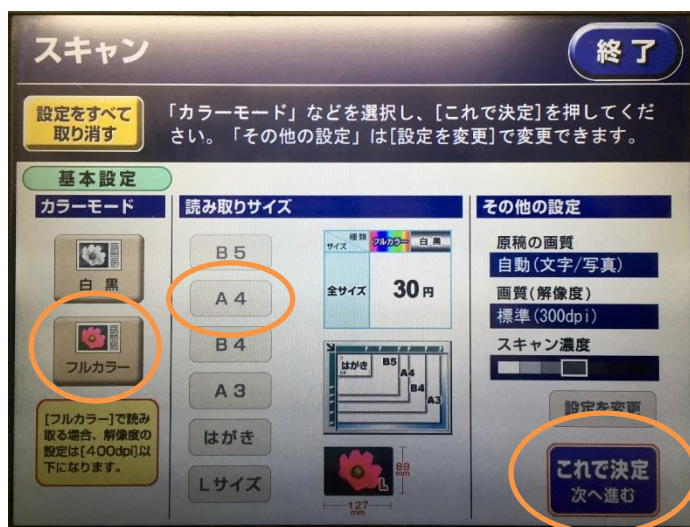 スキャン
終了
設定をすべて
取り消す
「カラーモード」などを選択し、[これで決定]を押してくだ
さい。「その他の設定」は[設定を変更]で変更できます。
基本設定
カラーモード
白 黒
フルカラー
[フルカラー]で読み
取る場合、解像度の
設定は[400dpi]以
下になります。
読み取りサイズ
B5
A4
B4
A3
はがき
Lサイズ
種類
サイズ
フルカラー
白 黒
全サイズ
30円
はがき
B5
A4
B4
A3
L
89
mm
127
mm
その他の設定
原稿の画質
自動(文字/写真)
画質(解像度)
標準(300dpi)
スキャン濃度
設定を変更
これで決定
次へ進む